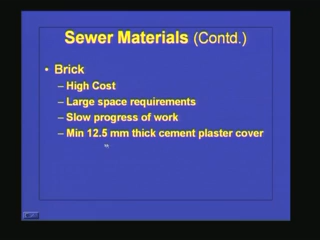 Sewer Materials (Contd.)
• Brick
– High Cost
– Large space requirements
– Slow progress of work
– Min 12.5 mm thick cement plaster cover